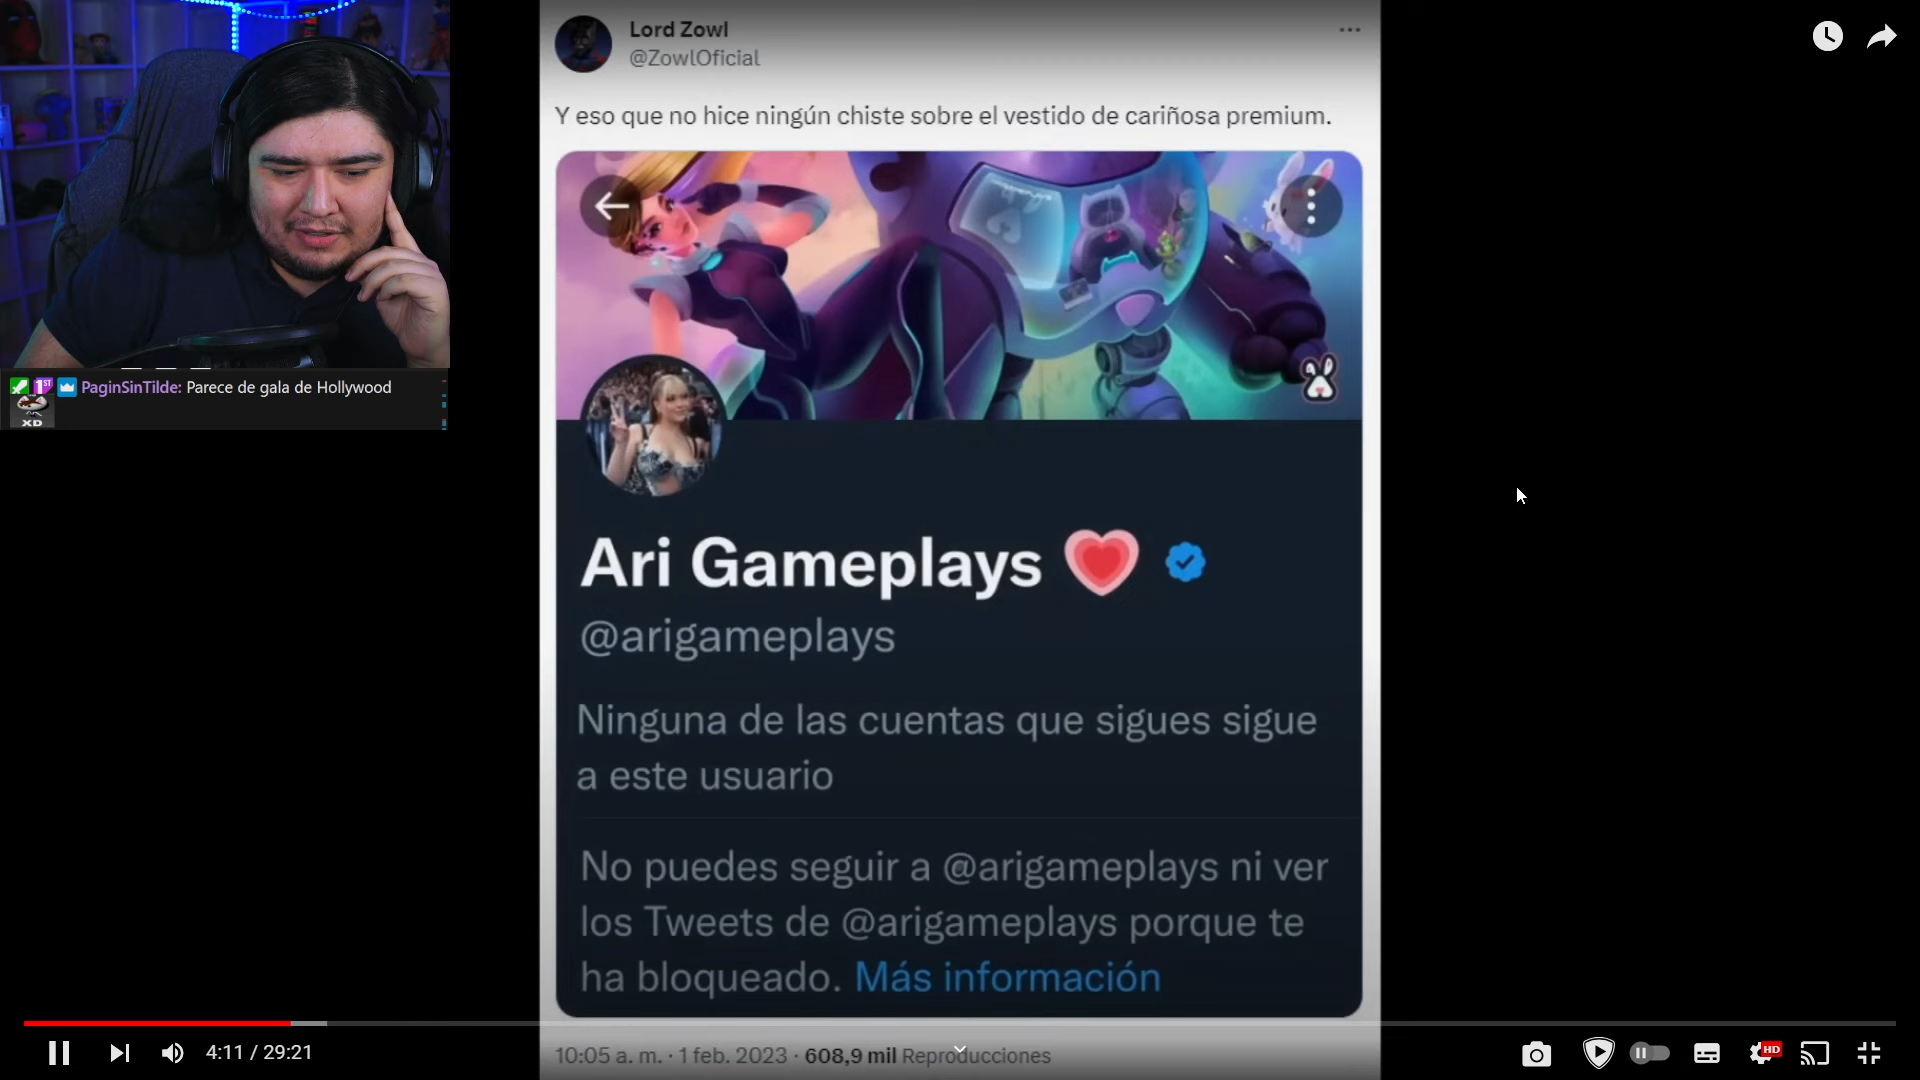 Lord Zowl
@ZowlOficial
Y eso que no hice ningún chiste sobre el vestido de cariñosa premium.
1ST PaginSinTilde: Parece de gala de Hollywood
XD
Ari Gameplays
@arigameplays
Ninguna de las cuentas que sigues sigue
a este usuario
No puedes seguir a @arigameplays ni ver
los Tweets de @arigameplays porque te
ha bloqueado. Más información
10:05 a. m. · 1 feb. 2023 · 608,9 mil Reproducciones
4:11 / 29:21
HD